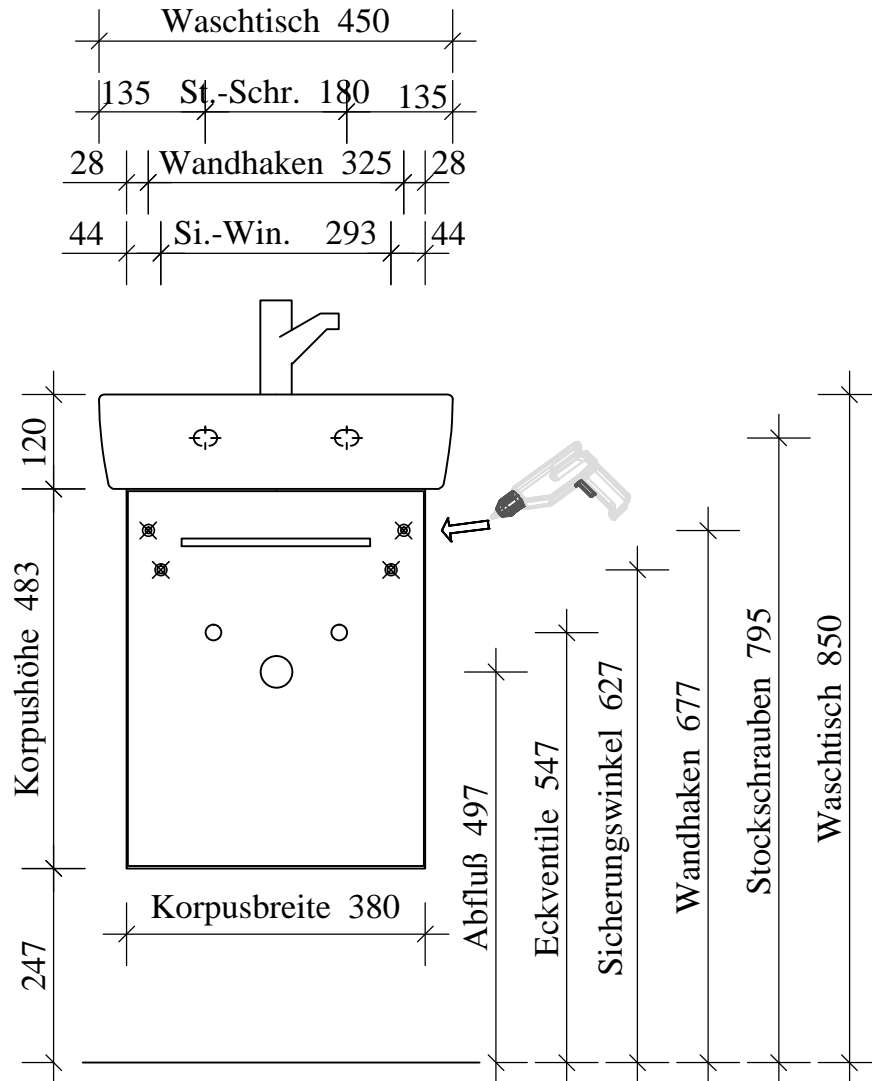 Waschtisch 450
135 St.-Schr. 180 135
28 Wandhaken 325 28
44 Si.-Win. 293 44
120
Korpushöhe 483
247
Korpusbreite 380
Abfluß 497
Eckventile 547
Sicherungswinkel 627
Wandhaken 677
Stockschrauben 795
Waschtisch 850